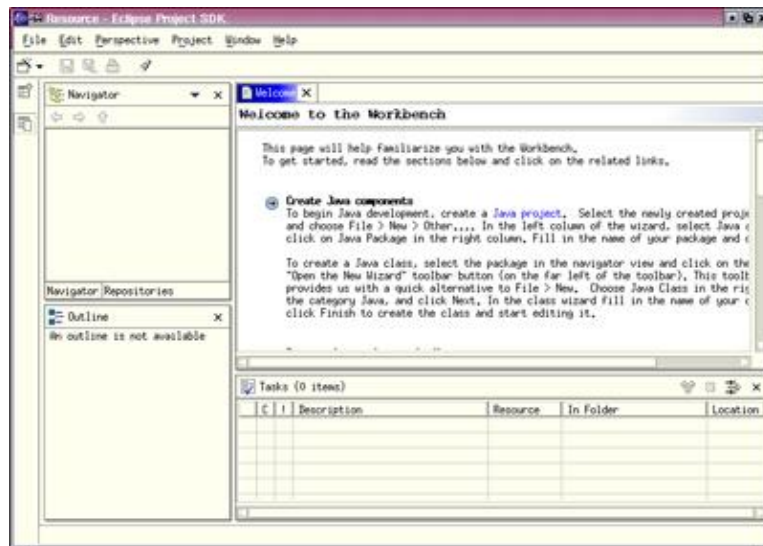 Resource - Eclipse Project SDK
File Edit Perspective Project Window Help
Navigator
Welcome
Welcome to the Workbench
This page will help familiarize you with the Workbench.
To get started, read the sections below and click on the related links.
Create Java components
To begin Java development, create a Java project. Select the newly created proje
and choose File > New > Other.... In the left column of the wizard, select Java
click on Java Package in the right column. Fill in the name of your package and
To create a Java class, select the package in the navigator view and click on the
"Open the New Wizard" toolbar button (on the far left of the toolbar). This toolb
provides us with a quick alternative to File > New. Choose Java Class in the rig
the category Java, and click Next. In the class wizard fill in the name of your
click Finish to create the class and start editing it.
Navigator Repositories
Outline
An outline is not available
Tasks (0 items)
C ! Description Resource In Folder Location